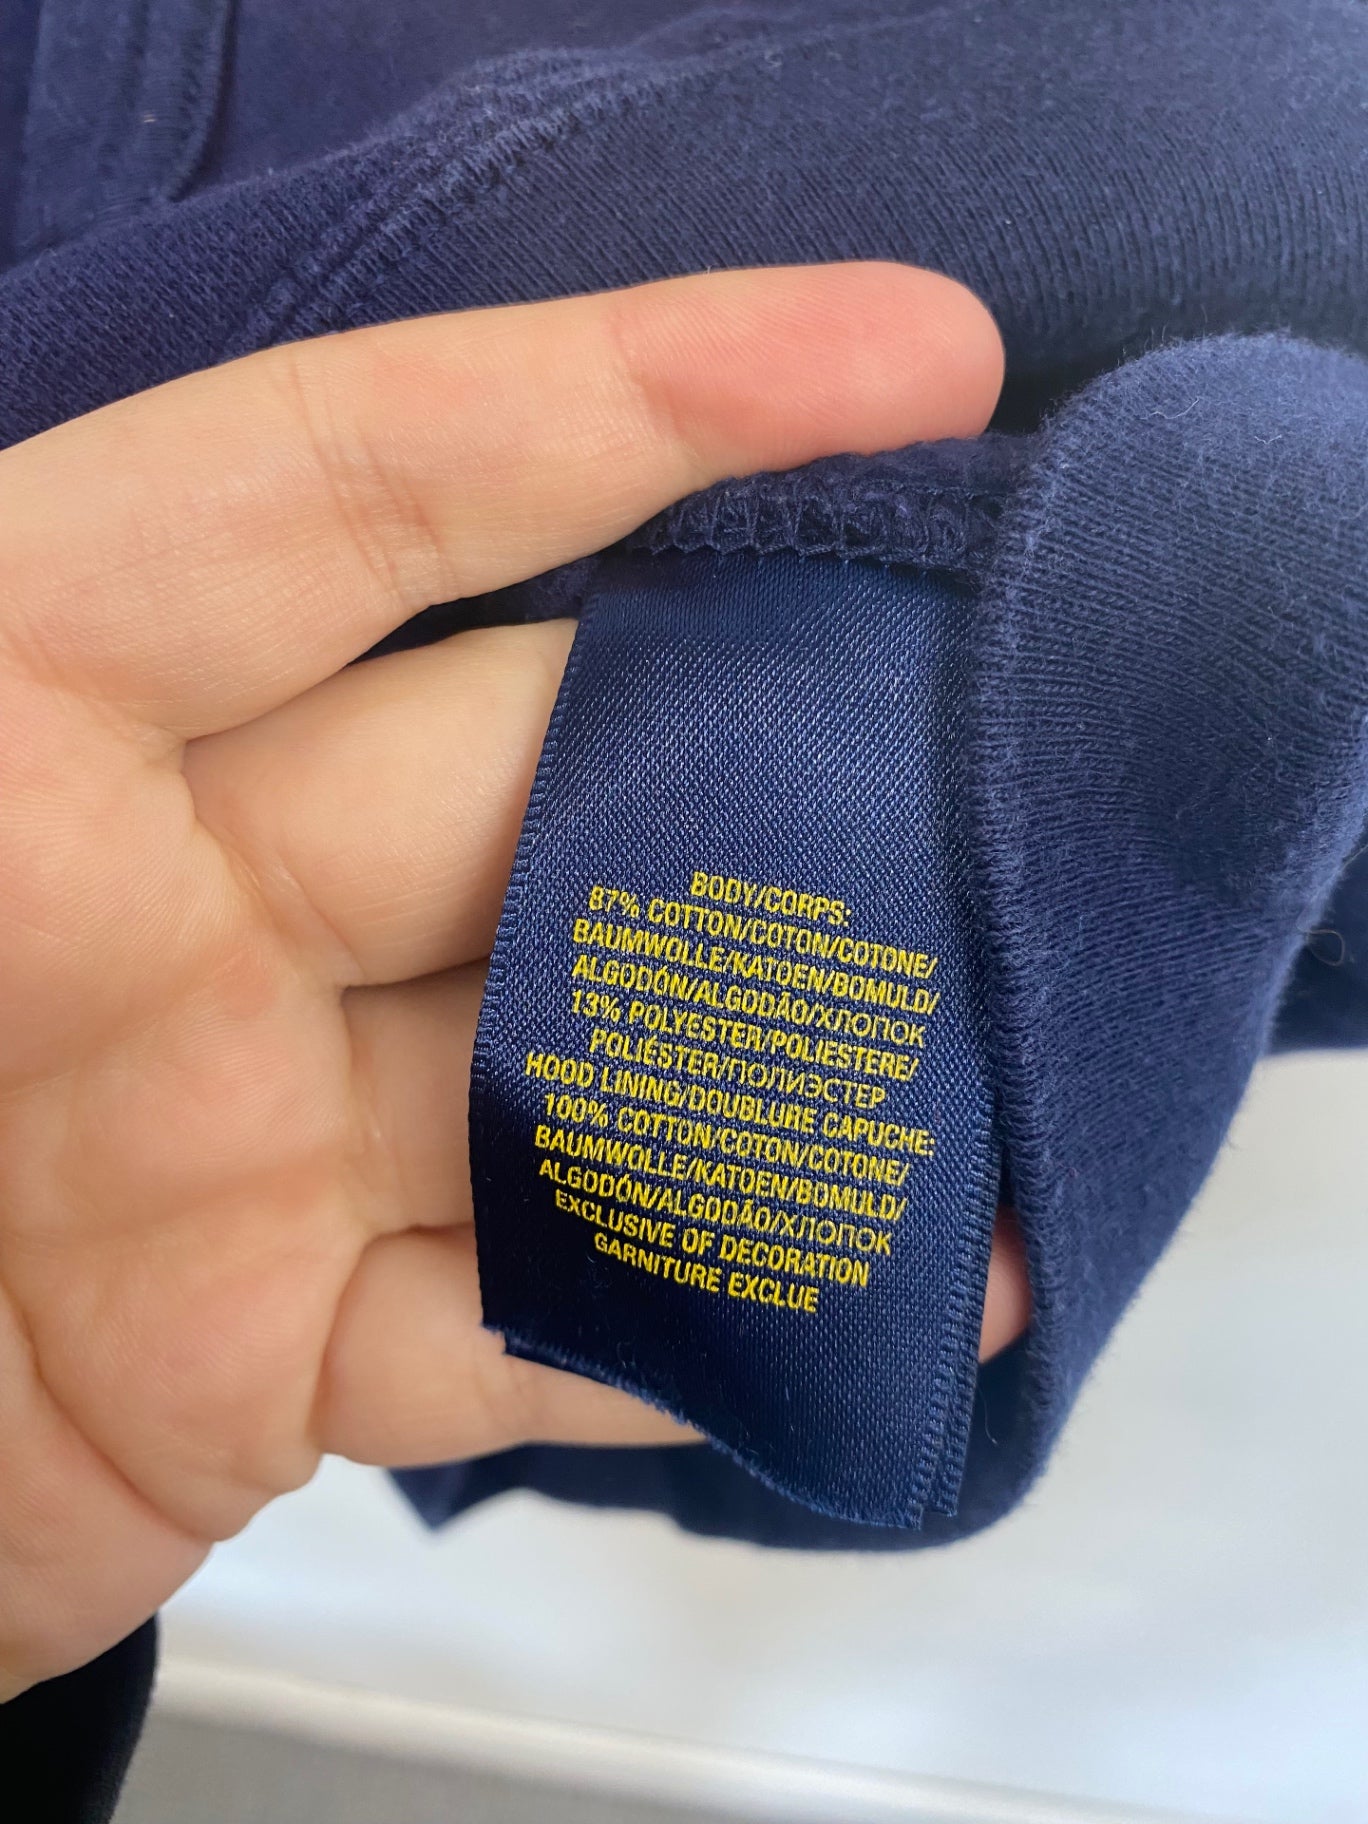 BODY/CORPS:
87% COTTON/COTON/COTONE/
BAUMWOLLE/KATOEN/BOMULD/
ALGODÓN/ALGODÃO/ХЛОПОК
13% POLYESTER/POLIESTERE/
POLIÉSTER/ПОЛИЭСТЕР
HOOD LINING/DOUBLURE CAPUCHE:
100% COTTON/COTON/COTONE/
BAUMWOLLE/KATOEN/BOMULD/
ALGODÓN/ALGODÃO/ХЛОПОК
EXCLUSIVE OF DECORATION
GARNITURE EXCLUE